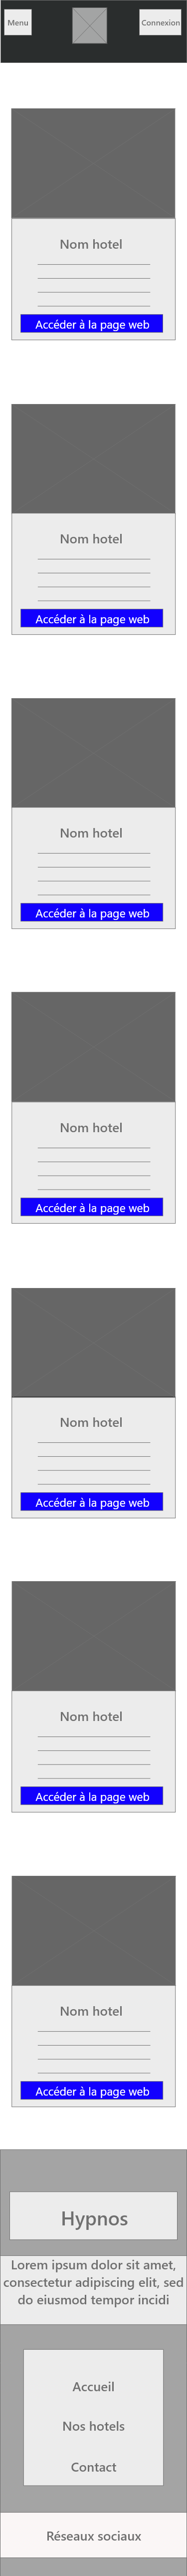 Menu
Connexion
Nom hotel
Accéder à la page web
Nom hotel
Accéder à la page web
Nom hotel
Accéder à la page web
Nom hotel
Accéder à la page web
Nom hotel
Accéder à la page web
Nom hotel
Accéder à la page web
Nom hotel
Accéder à la page web
Hypnos
Lorem ipsum dolor sit amet,
consectetur adipiscing elit, sed
do eiusmod tempor incidi
Accueil
Nos hotels
Contact
Réseaux sociaux